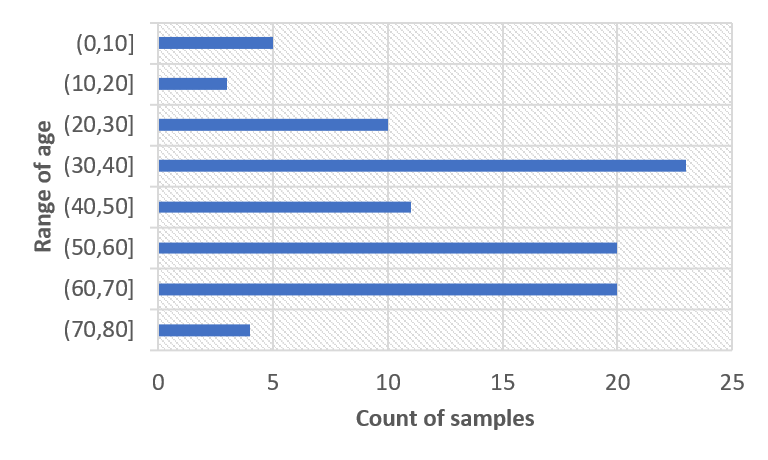 (0,10]
(10,20]
(20,30]
(30,40]
(40,50]
(50,60]
(60,70]
(70,80]
Range of age
0 5 10 15 20 25
Count of samples